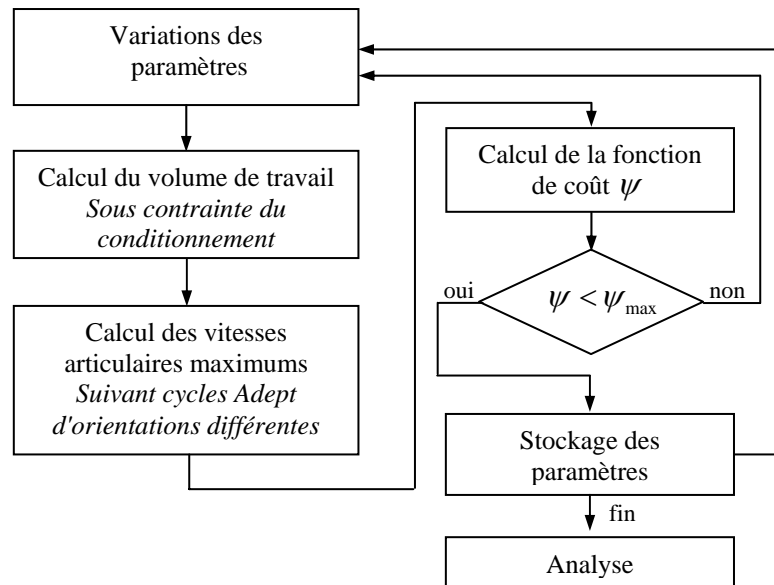 Variations des
paramètres
Calcul du volume de travail
Sous contrainte du
conditionnement
Calcul des vitesses
articulaires maximums
Suivant cycles Adept
d'orientations différentes
Calcul de la fonction
de coût ψ
oui
ψ < ψmax
non
Stockage des
paramètres
fin
Analyse